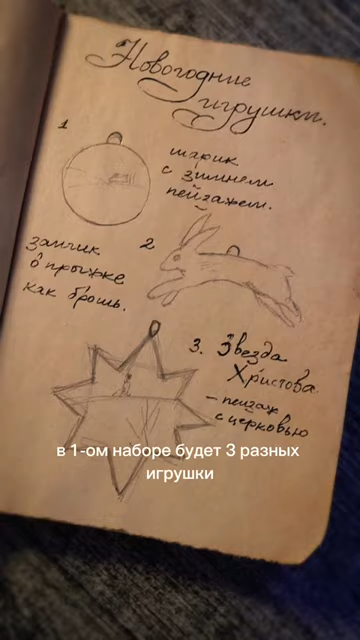 Новогодние
игрушки.
1
шарик
с зимнем
пейзажем.
2
зайчик
в прыжке
как брошь.
3. Звезда
Христова
- пейзаж
с церковью
в 1-ом наборе будет 3 разных
игрушки